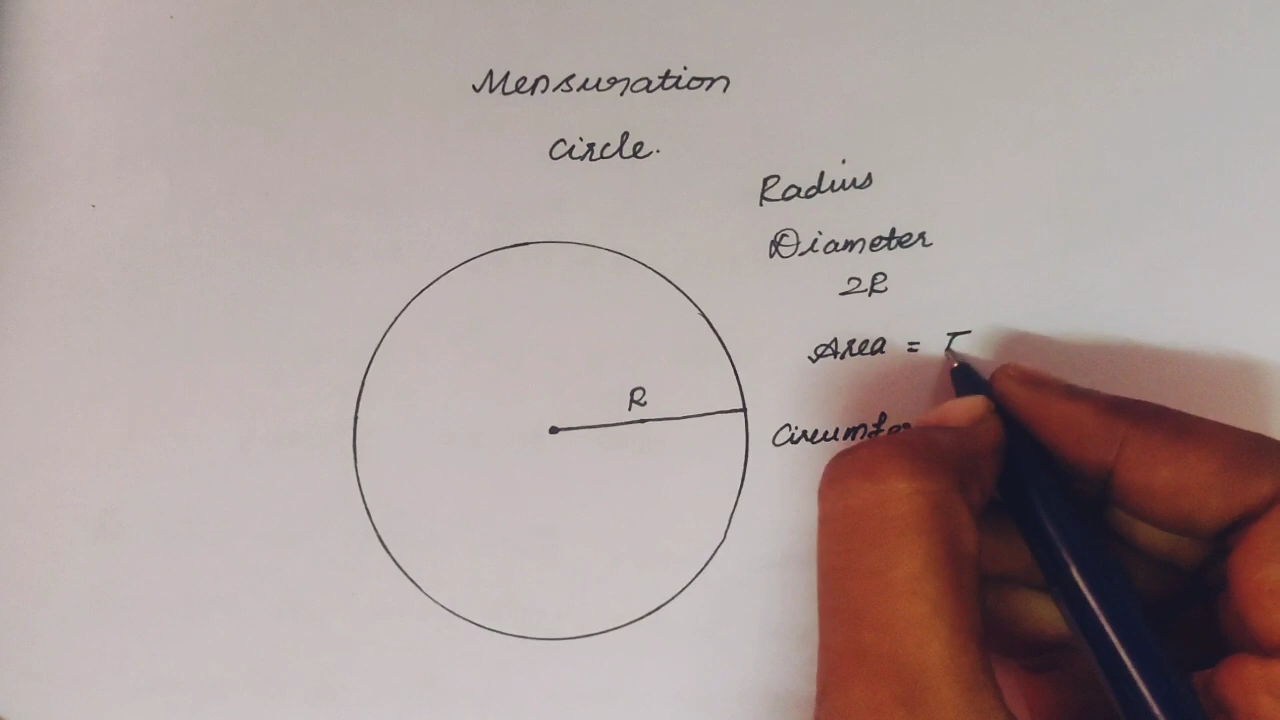 Mensuration
Circle.
Radius
Diameter
2R
Area =
R